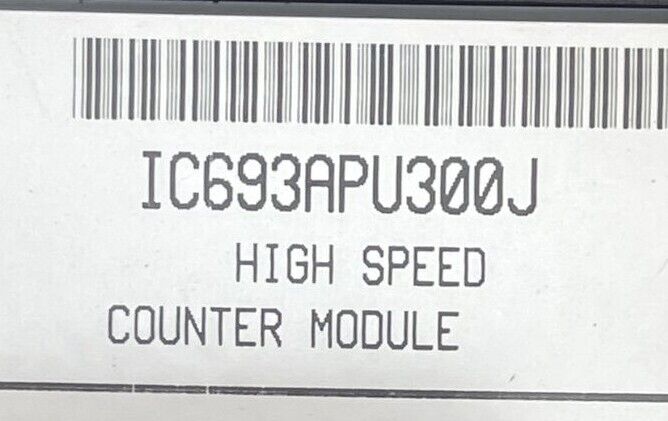 IC693APU300J
HIGH SPEED
COUNTER MODULE